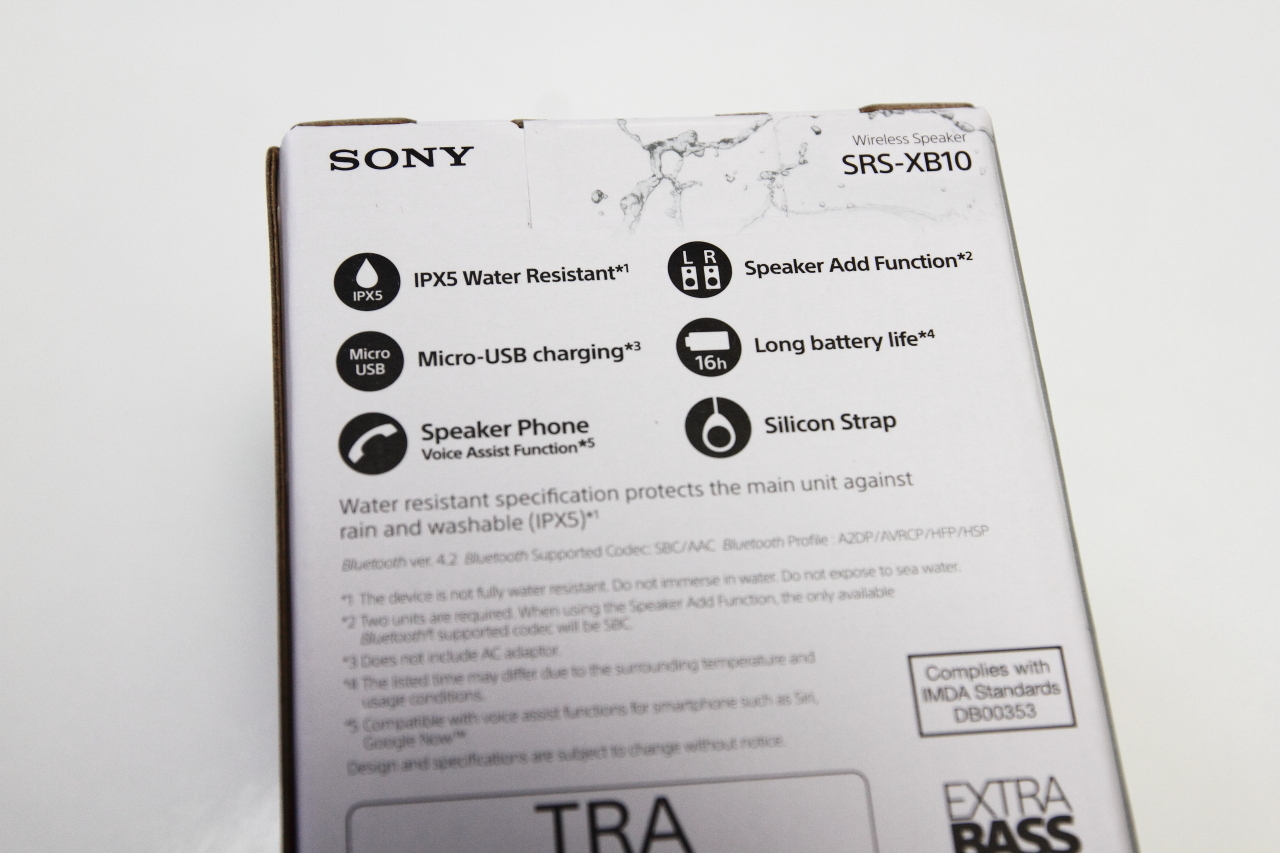 SONY
Wireless Speaker
SRS-XB10
IPX5
IPX5 Water Resistant*1
L R
Speaker Add Function*2
Micro
USB
Micro-USB charging*3
16h
Long battery life*4
Speaker Phone
Voice Assist Function*5
Silicon Strap
Water resistant specification protects the main unit against
rain and washable (IPX5)*1
Bluetooth ver. 4.2 Bluetooth Supported Codec: SBC/AAC Bluetooth Profile : A2DP/AVRCP/HFP/HSP
*1 The device is not fully water resistant. Do not immerse in water. Do not expose to sea water.
*2 Two units are required. When using the Speaker Add Function, the only available
Bluetooth® supported codec will be SBC.
*3 Does not include AC adaptor.
*4 The listed time may differ due to the surrounding temperature and
usage conditions.
*5 Compatible with voice assist functions for smartphone such as Siri,
Google Now™
Design and specifications are subject to change without notice.
Complies with
IMDA Standards
DB00353
TRA
EXTRA
BASS